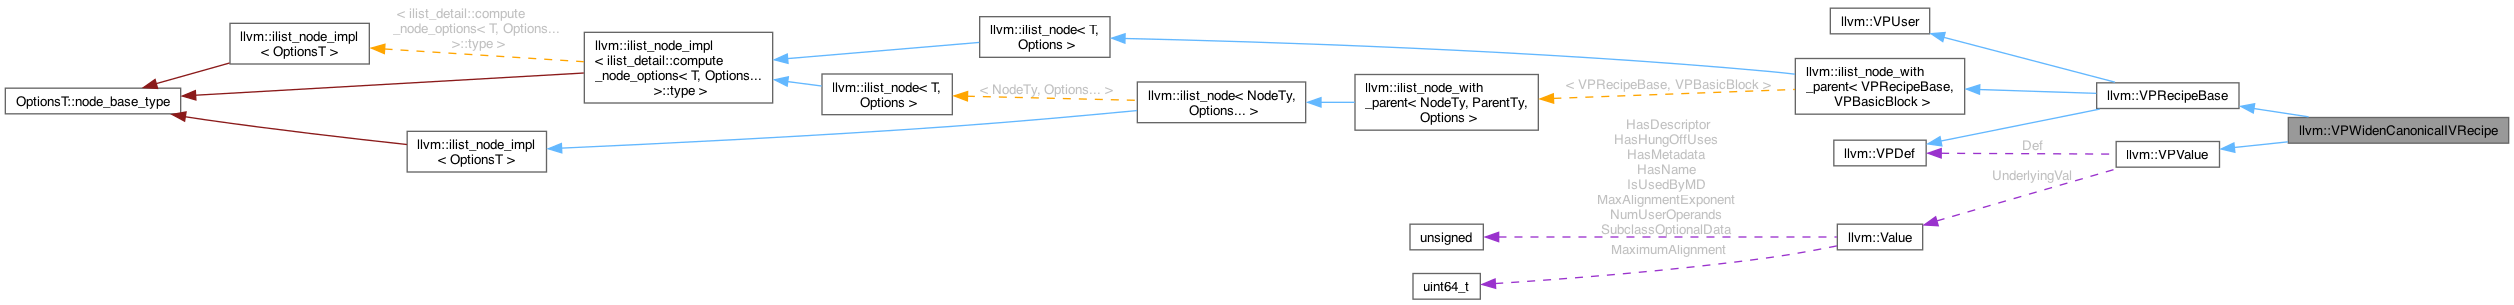 OptionsT::node_base_type
llvm::ilist_node_impl
< OptionsT >
< ilist_detail::compute
_node_options< T, Options...
>::type >
llvm::ilist_node_impl
< OptionsT >
llvm::ilist_node_impl
< ilist_detail::compute
_node_options< T, Options...
>::type >
llvm::ilist_node< T,
Options >
llvm::ilist_node< T,
Options >
< NodeTy, Options... >
llvm::ilist_node< NodeTy,
Options... >
llvm::ilist_node_with
_parent< NodeTy, ParentTy,
Options >
< VPRecipeBase, VPBasicBlock >
HasDescriptor
HasHungOffUses
HasMetadata
HasName
IsUsedByMD
MaxAlignmentExponent
NumUserOperands
SubclassOptionalData
MaximumAlignment
unsigned
uint64_t
llvm::VPUser
llvm::ilist_node_with
_parent< VPRecipeBase,
VPBasicBlock >
llvm::VPDef
llvm::Value
Def
UnderlyingVal
llvm::VPRecipeBase
llvm::VPValue
llvm::VPWidenCanonicalIVRecipe